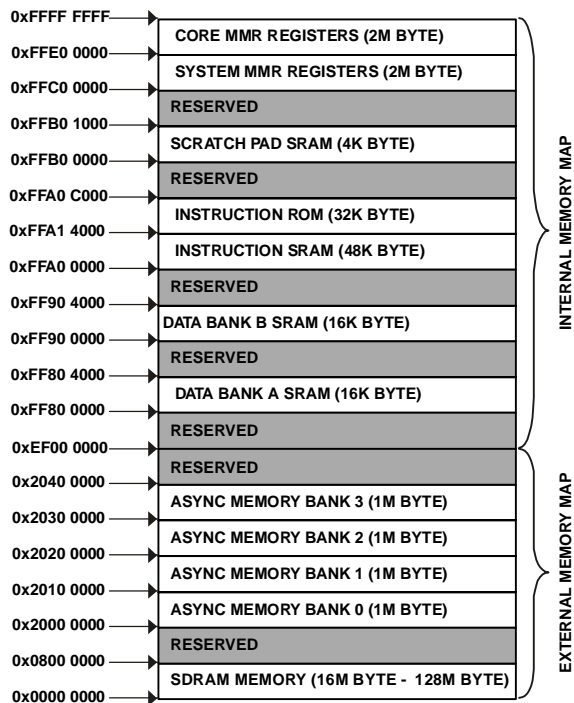 0xFFFF FFFF
CORE MMR REGISTERS (2M BYTE)
0xFFE0 0000
SYSTEM MMR REGISTERS (2M BYTE)
0xFFC0 0000
RESERVED
0xFFB0 1000
SCRATCH PAD SRAM (4K BYTE)
0xFFB0 0000
RESERVED
0xFFA0 C000
INSTRUCTION ROM (32K BYTE)
0xFFA1 4000
INSTRUCTION SRAM (48K BYTE)
0xFFA0 0000
RESERVED
0xFF90 4000
DATA BANK B SRAM (16K BYTE)
0xFF90 0000
RESERVED
0xFF80 4000
DATA BANK A SRAM (16K BYTE)
0xFF80 0000
RESERVED
0xEF00 0000
RESERVED
0x2040 0000
ASYNC MEMORY BANK 3 (1M BYTE)
0x2030 0000
ASYNC MEMORY BANK 2 (1M BYTE)
0x2020 0000
ASYNC MEMORY BANK 1 (1M BYTE)
0x2010 0000
ASYNC MEMORY BANK 0 (1M BYTE)
0x2000 0000
RESERVED
0x0800 0000
SDRAM MEMORY (16M BYTE - 128M BYTE)
0x0000 0000
INTERNAL MEMORY MAP
EXTERNAL MEMORY MAP